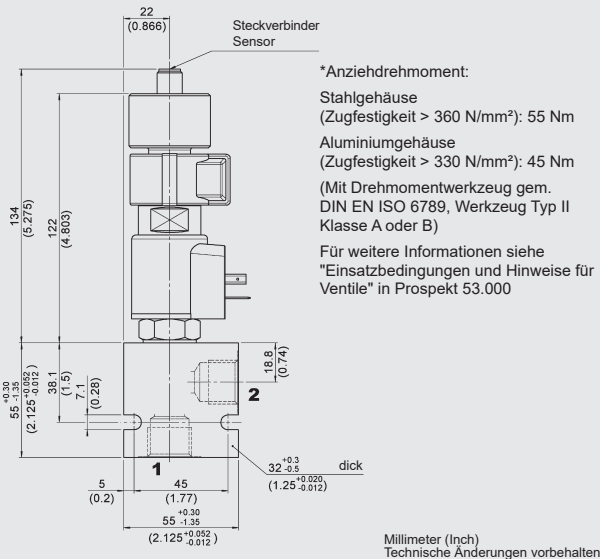 22
(0.866)
Steckverbinder
Sensor
*Anziehdrehmoment:
Stahlgehäuse
(Zugfestigkeit > 360 N/mm²): 55 Nm
Aluminiumgehäuse
(Zugfestigkeit > 330 N/mm²): 45 Nm
(Mit Drehmomentwerkzeug gem.
DIN EN ISO 6789, Werkzeug Typ II
Klasse A oder B)
Für weitere Informationen siehe
"Einsatzbedingungen und Hinweise für
Ventile" in Prospekt 53.000
134
(5.275)
122
(4.803)
55 +0.30 -1.35
(2.125 +0.052 -0.012)
38.1
(1.5)
7.1
(0.28)
18.8
(0.74)
2
1
32 +0.3 -0.5 dick
(1.25 +0.020 -0.012)
5
(0.2)
45
(1.77)
55 +0.30 -1.35
(2.125 +0.052 -0.012)
Millimeter (Inch)
Technische Änderungen vorbehalten